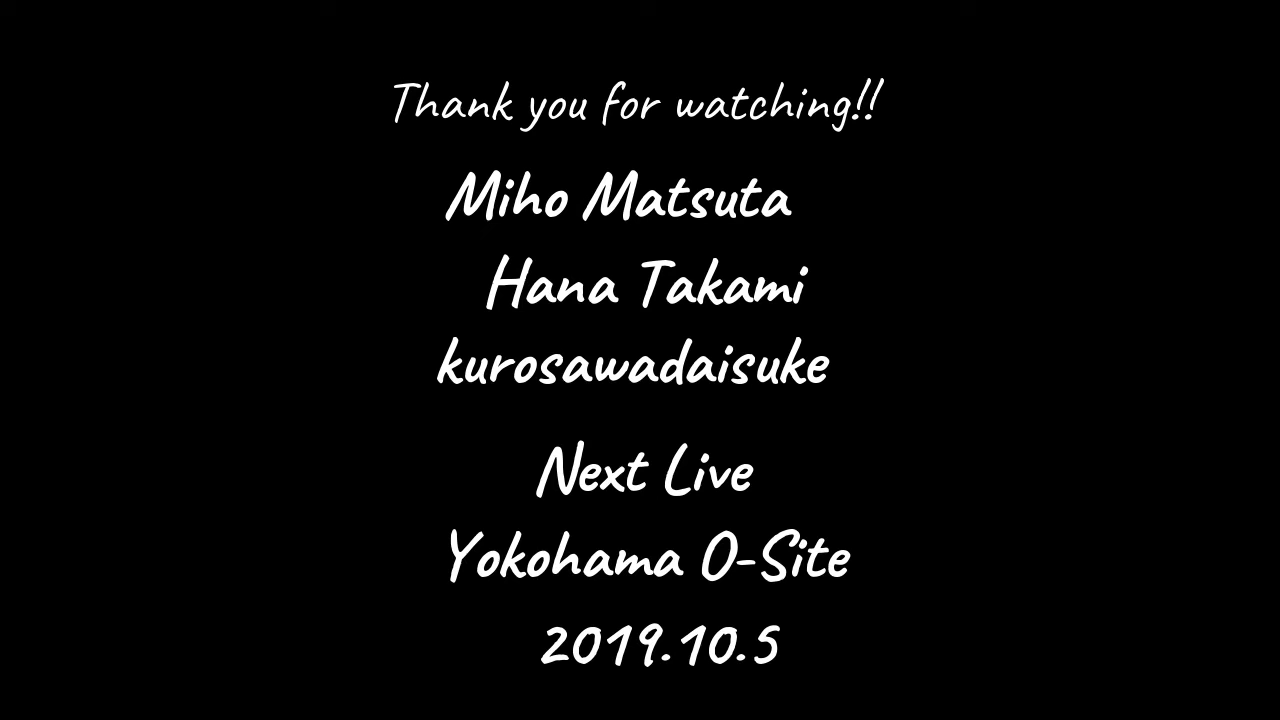 Thank you for watching!!
Miho Matsuta
Hana Takami
kurosawadaisuke
Next Live
Yokohama O-Site
2019.10.5